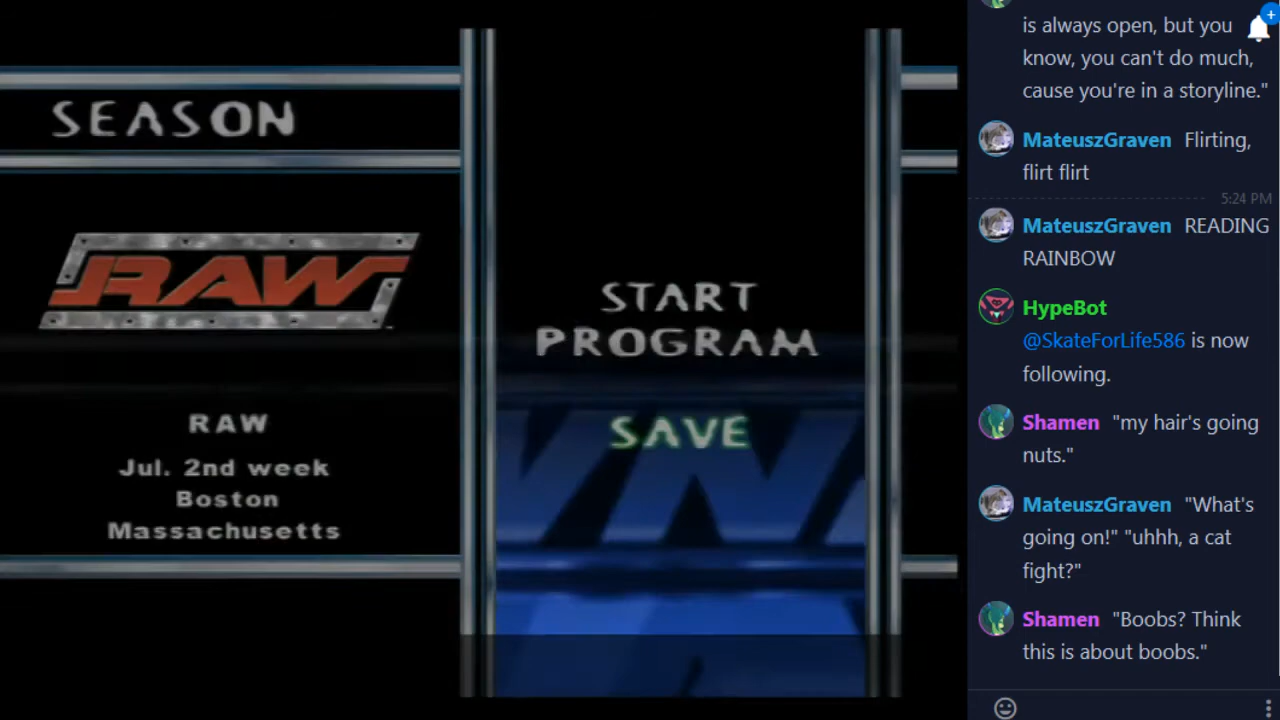 SEASON
RAW
RAW
Jul. 2nd week
Boston
Massachusetts
START
PROGRAM
SAVE
is always open, but you
know, you can't do much,
cause you're in a storyline."
MateuszGraven Flirting,
flirt flirt
5:24 PM
MateuszGraven READING
RAINBOW
HypeBot
@SkateForLife586 is now
following.
Shamen "my hair's going
nuts."
MateuszGraven "What's
going on!" "uhhh, a cat
fight?"
Shamen "Boobs? Think
this is about boobs."